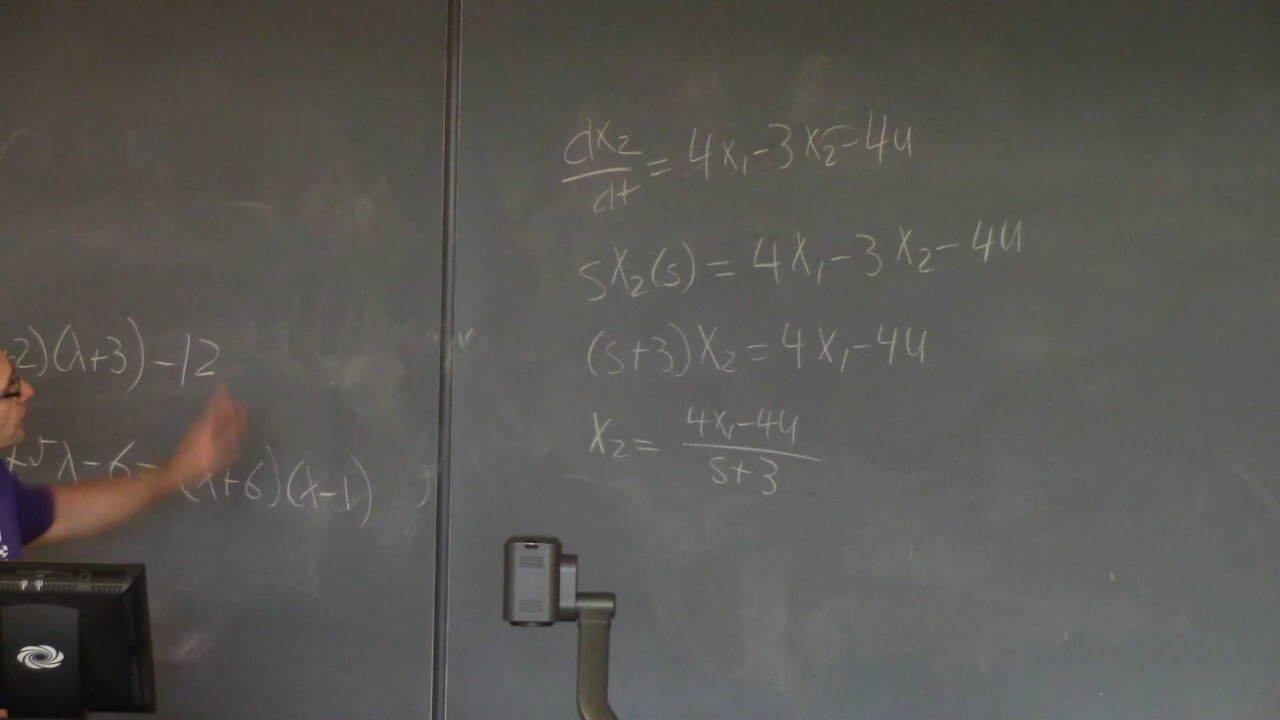 2)(λ+3)-12
5λ-6= (λ+6)(λ-1)
dx₂/dt = 4x₁-3x₂-4u
sX₂(s) = 4X₁-3X₂-4U
(s+3)X₂=4X₁-4U
X₂= 4X₁-4U/s+3